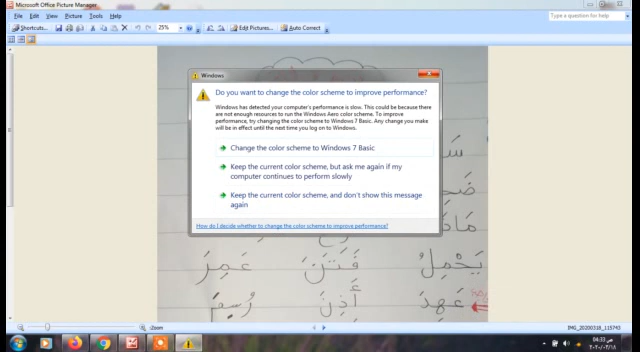 Microsoft Office Picture Manager
File Edit View Picture Tools Help
Type a question for help
Shortcuts... 25% Edit Pictures... Auto Correct
Windows
Do you want to change the color scheme to improve performance?
Windows has detected your computer's performance is slow. This could be because there
are not enough resources to run the Windows Aero color scheme. To improve
performance, try changing the color scheme to Windows 7 Basic. Any change you make
will be in effect until the next time you log on to Windows.
Change the color scheme to Windows 7 Basic
Keep the current color scheme, but ask me again if my
computer continues to perform slowly
Keep the current color scheme, and don't show this message
again
How do I decide whether to change the color scheme to improve performance?
يَحْمِلُ فَتَنَ عَمِرَ
عَهِدَ أَذِنَ
Zoom
IMG_20200318_115743
04:33 ص
٢٠٢٠/٠٣/١٨